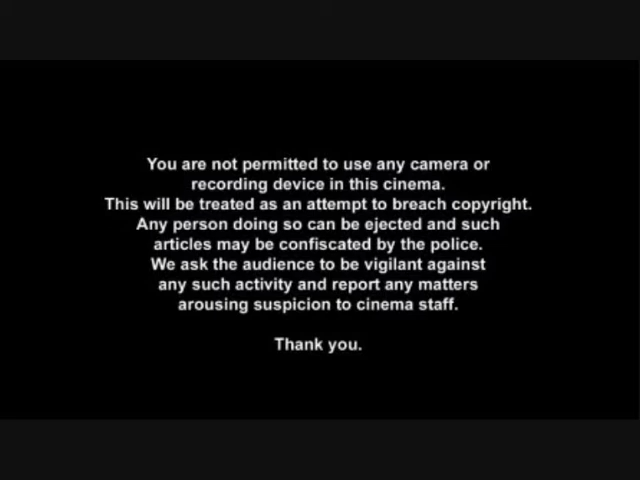 You are not permitted to use any camera or
recording device in this cinema.
This will be treated as an attempt to breach copyright.
Any person doing so can be ejected and such
articles may be confiscated by the police.
We ask the audience to be vigilant against
any such activity and report any matters
arousing suspicion to cinema staff.
Thank you.